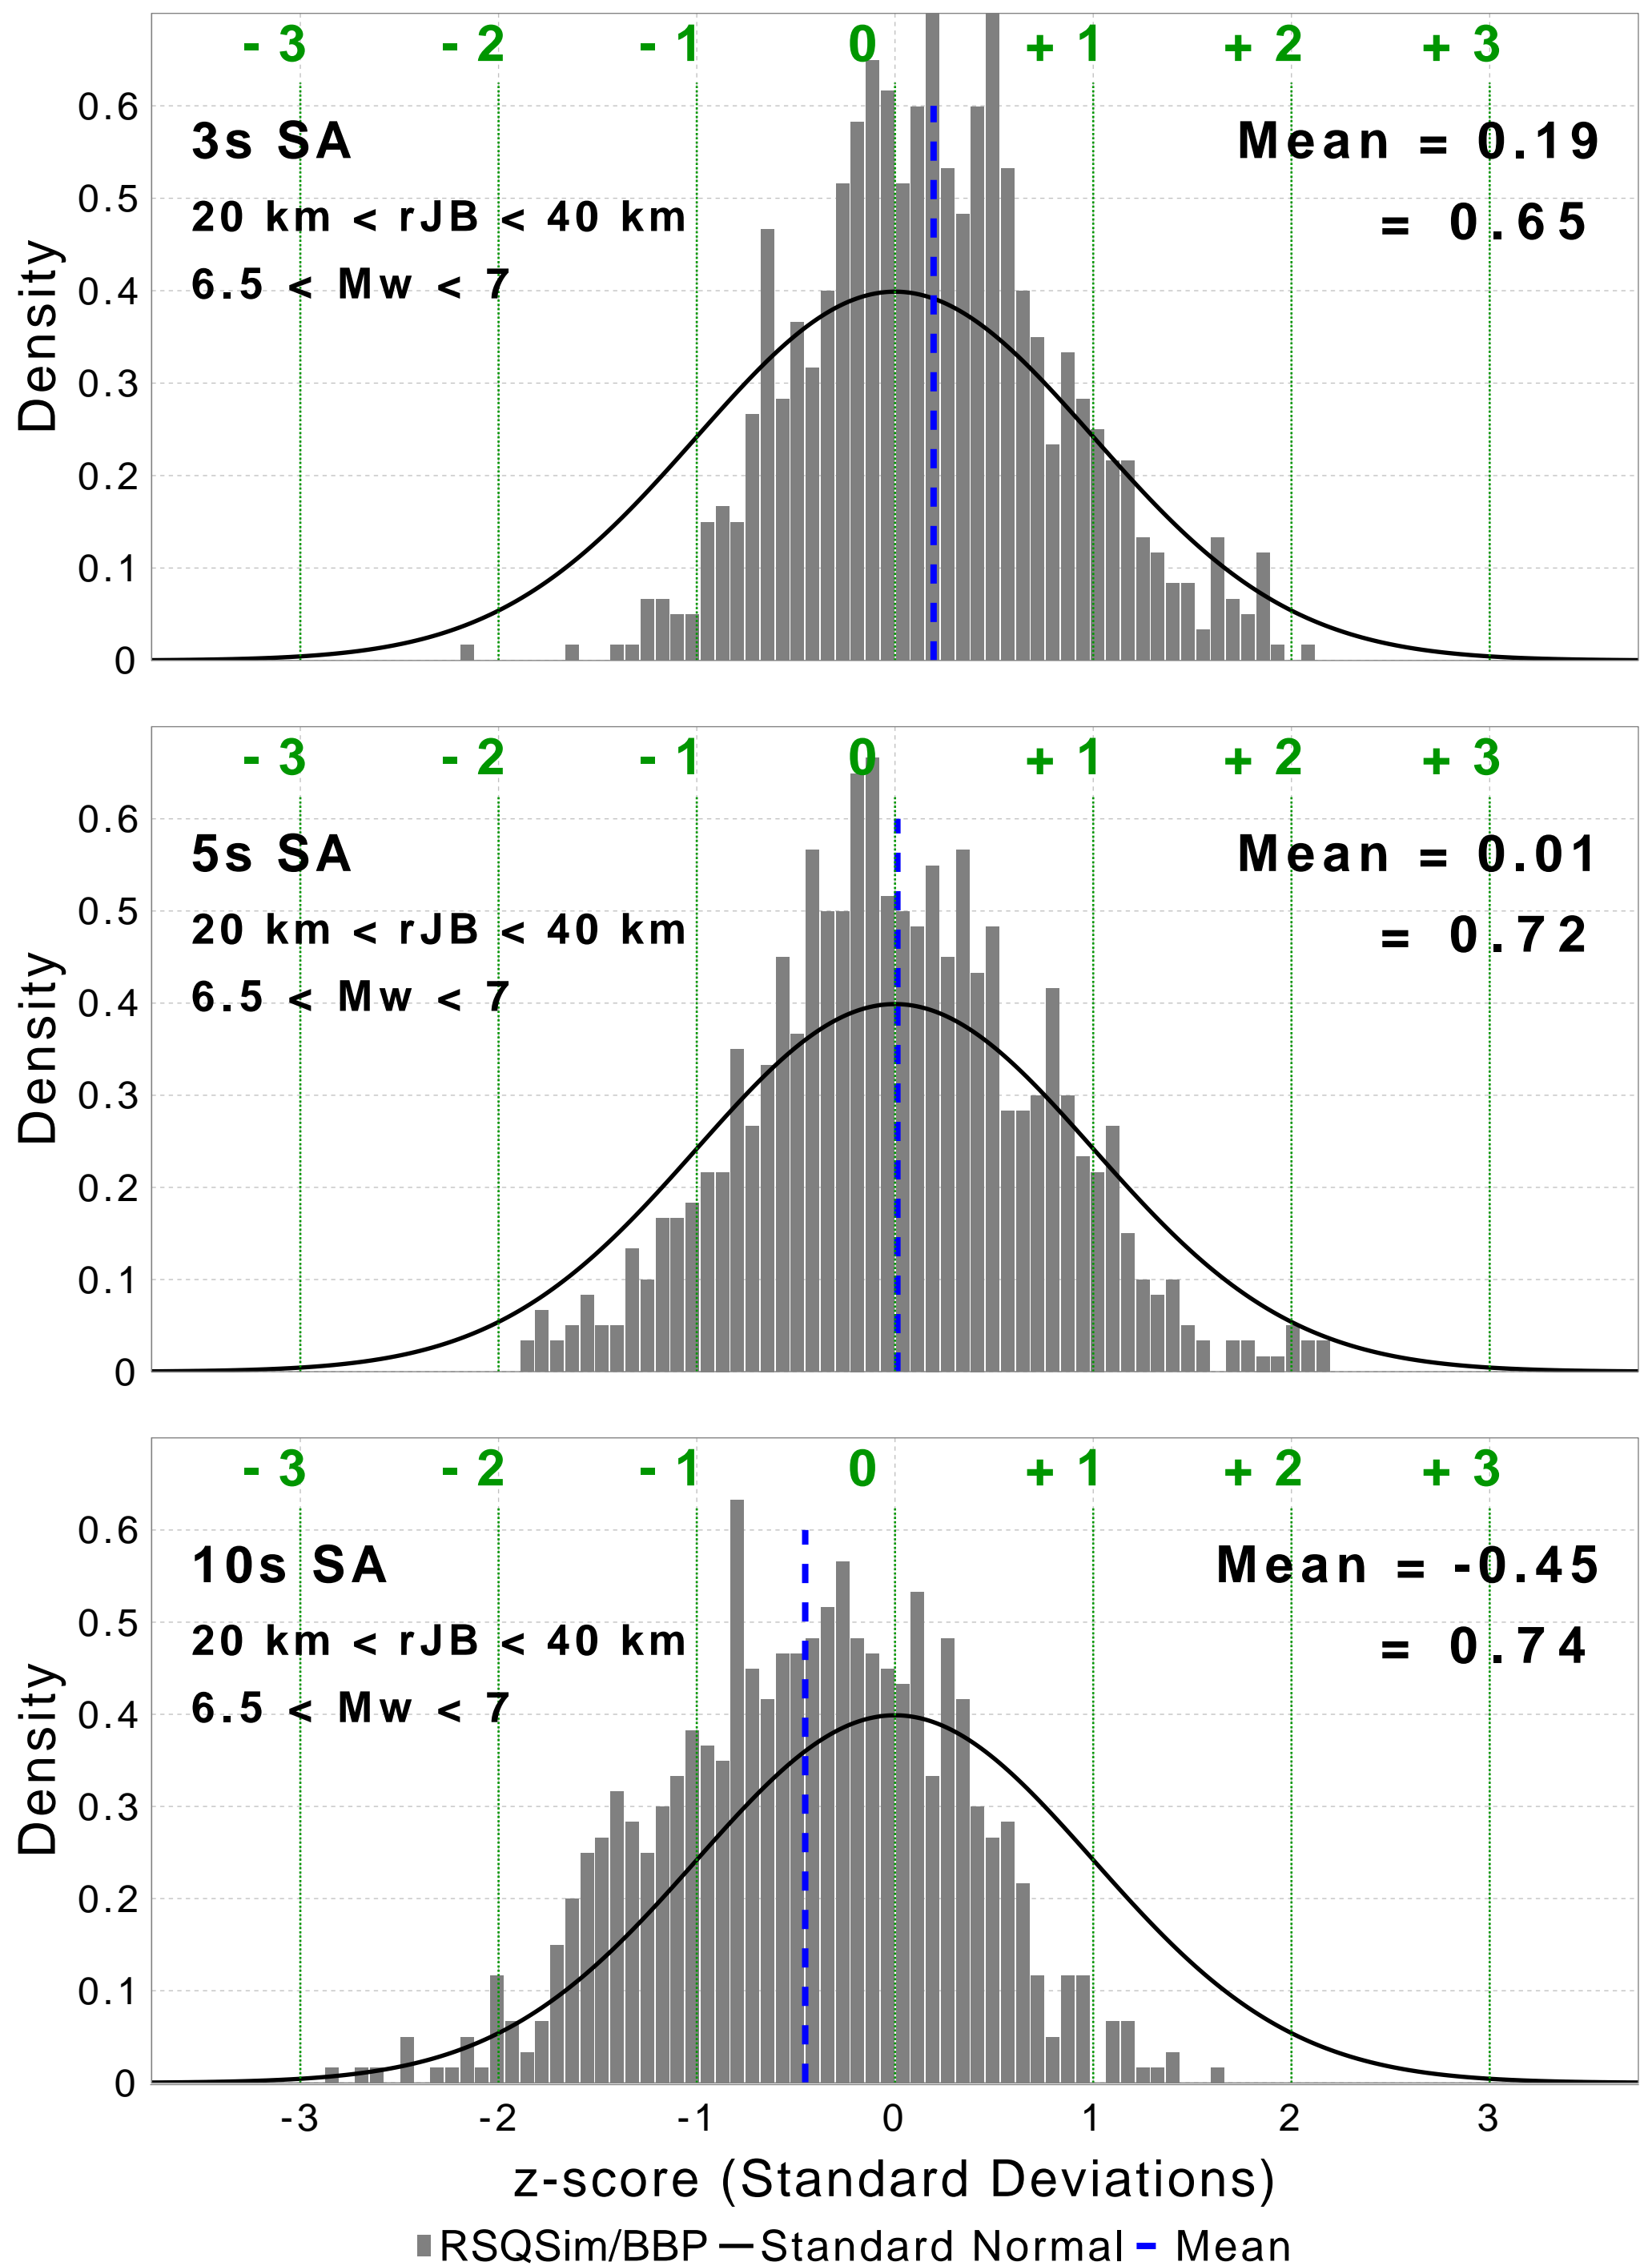 - 3 - 2 - 1 0 + 1 + 2 + 3
0.6
3s SA
Mean = 0.19
0.5
20 km < rJB < 40 km
= 0.65
6.5 < Mw < 7
0.4
0.3
0.2
0.1
0
Density
- 3 - 2 - 1 0 + 1 + 2 + 3
0.6
5s SA
Mean = 0.01
0.5
20 km < rJB < 40 km
= 0.72
6.5 < Mw < 7
0.4
0.3
0.2
0.1
0
Density
- 3 - 2 - 1 0 + 1 + 2 + 3
0.6
10s SA
Mean = -0.45
0.5
20 km < rJB < 40 km
= 0.74
6.5 < Mw < 7
0.4
0.3
0.2
0.1
0
Density
-3 -2 -1 0 1 2 3
z-score (Standard Deviations)
RSQSim/BBP Standard Normal Mean